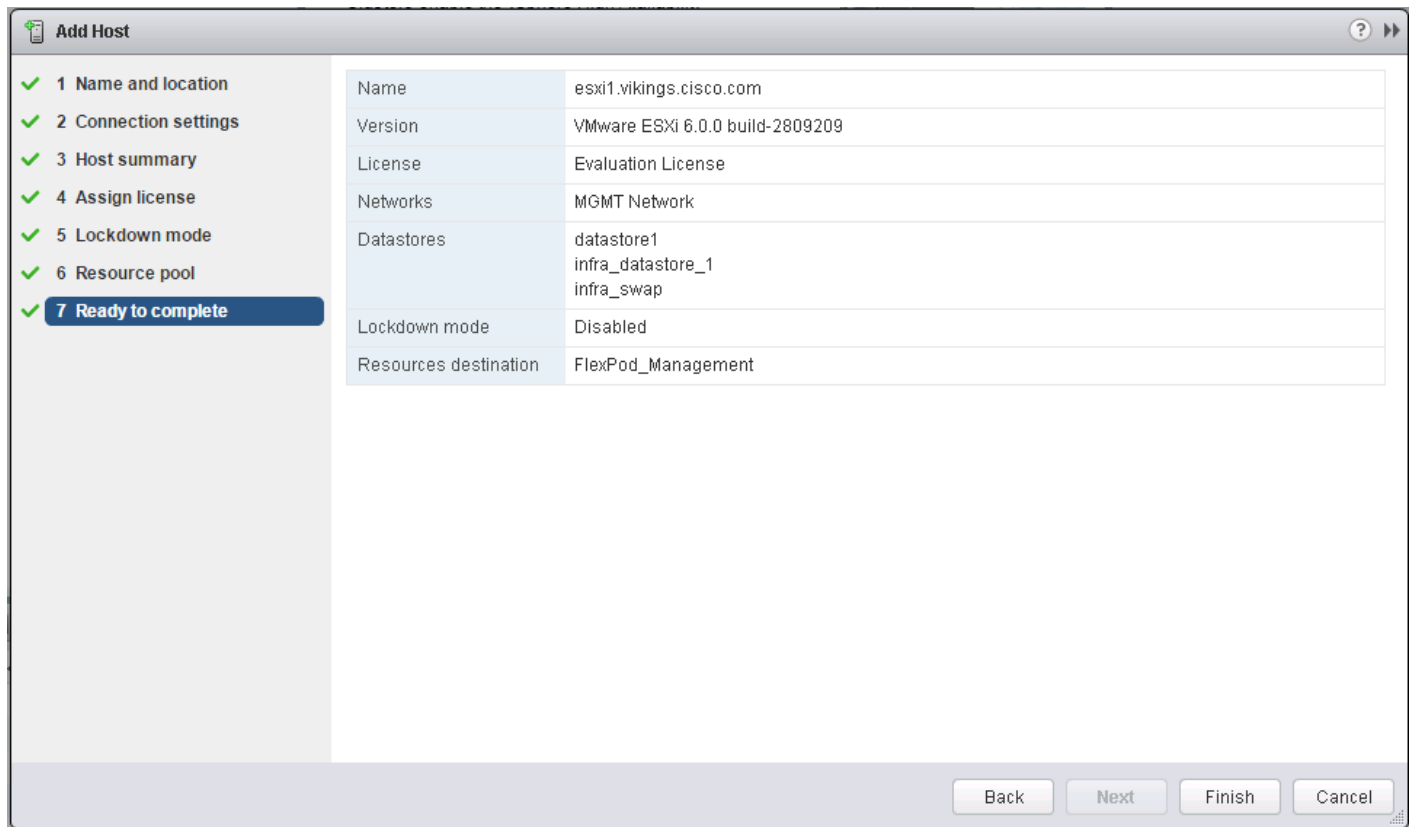 Add Host
?
1 Name and location
2 Connection settings
3 Host summary
4 Assign license
5 Lockdown mode
6 Resource pool
7 Ready to complete
Name esxi1.vikings.cisco.com
Version VMware ESXi 6.0.0 build-2809209
License Evaluation License
Networks MGMT Network
Datastores datastore1
infra_datastore_1
infra_swap
Lockdown mode Disabled
Resources destination FlexPod_Management
Back Next Finish Cancel